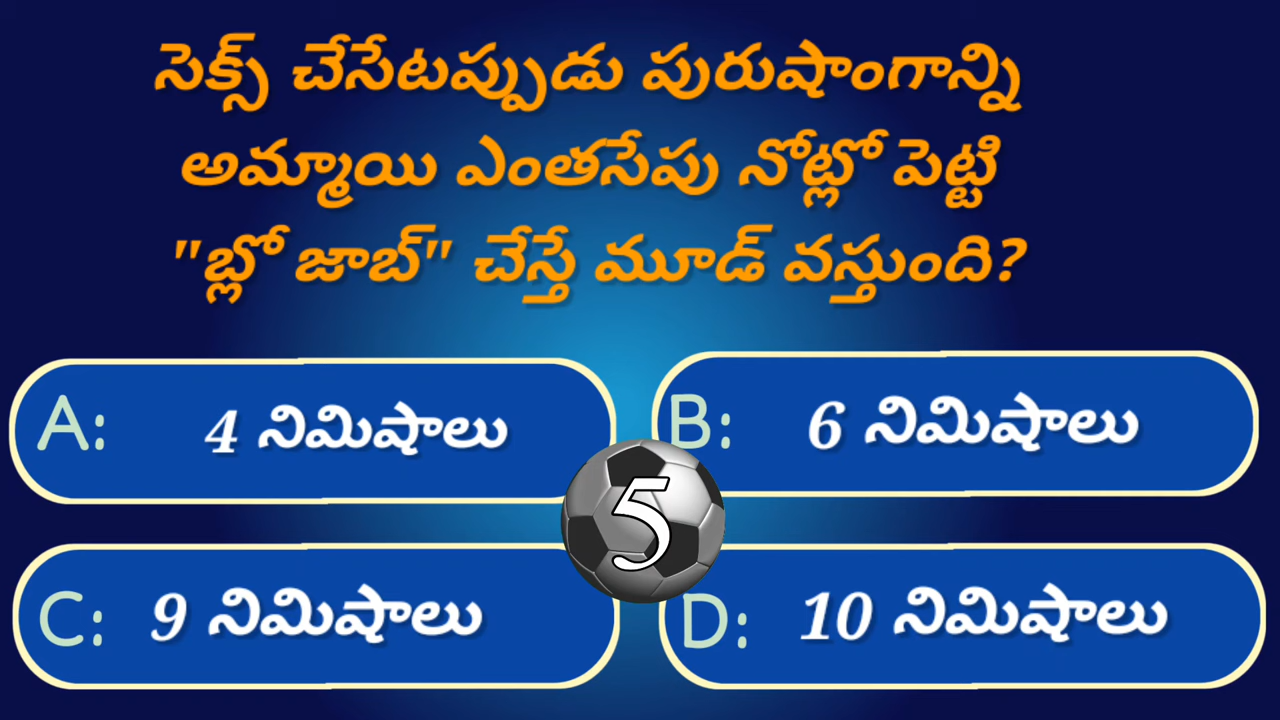 సెక్స్ చేసేటప్పుడు పురుషాంగాన్ని
అమ్మాయి ఎంతసేపు నోట్లో పెట్టి
"బ్లో జాబ్" చేస్తే మూడ్ వస్తుంది?
A: 4 నిమిషాలు
B: 6 నిమిషాలు
5
C: 9 నిమిషాలు
D: 10 నిమిషాలు